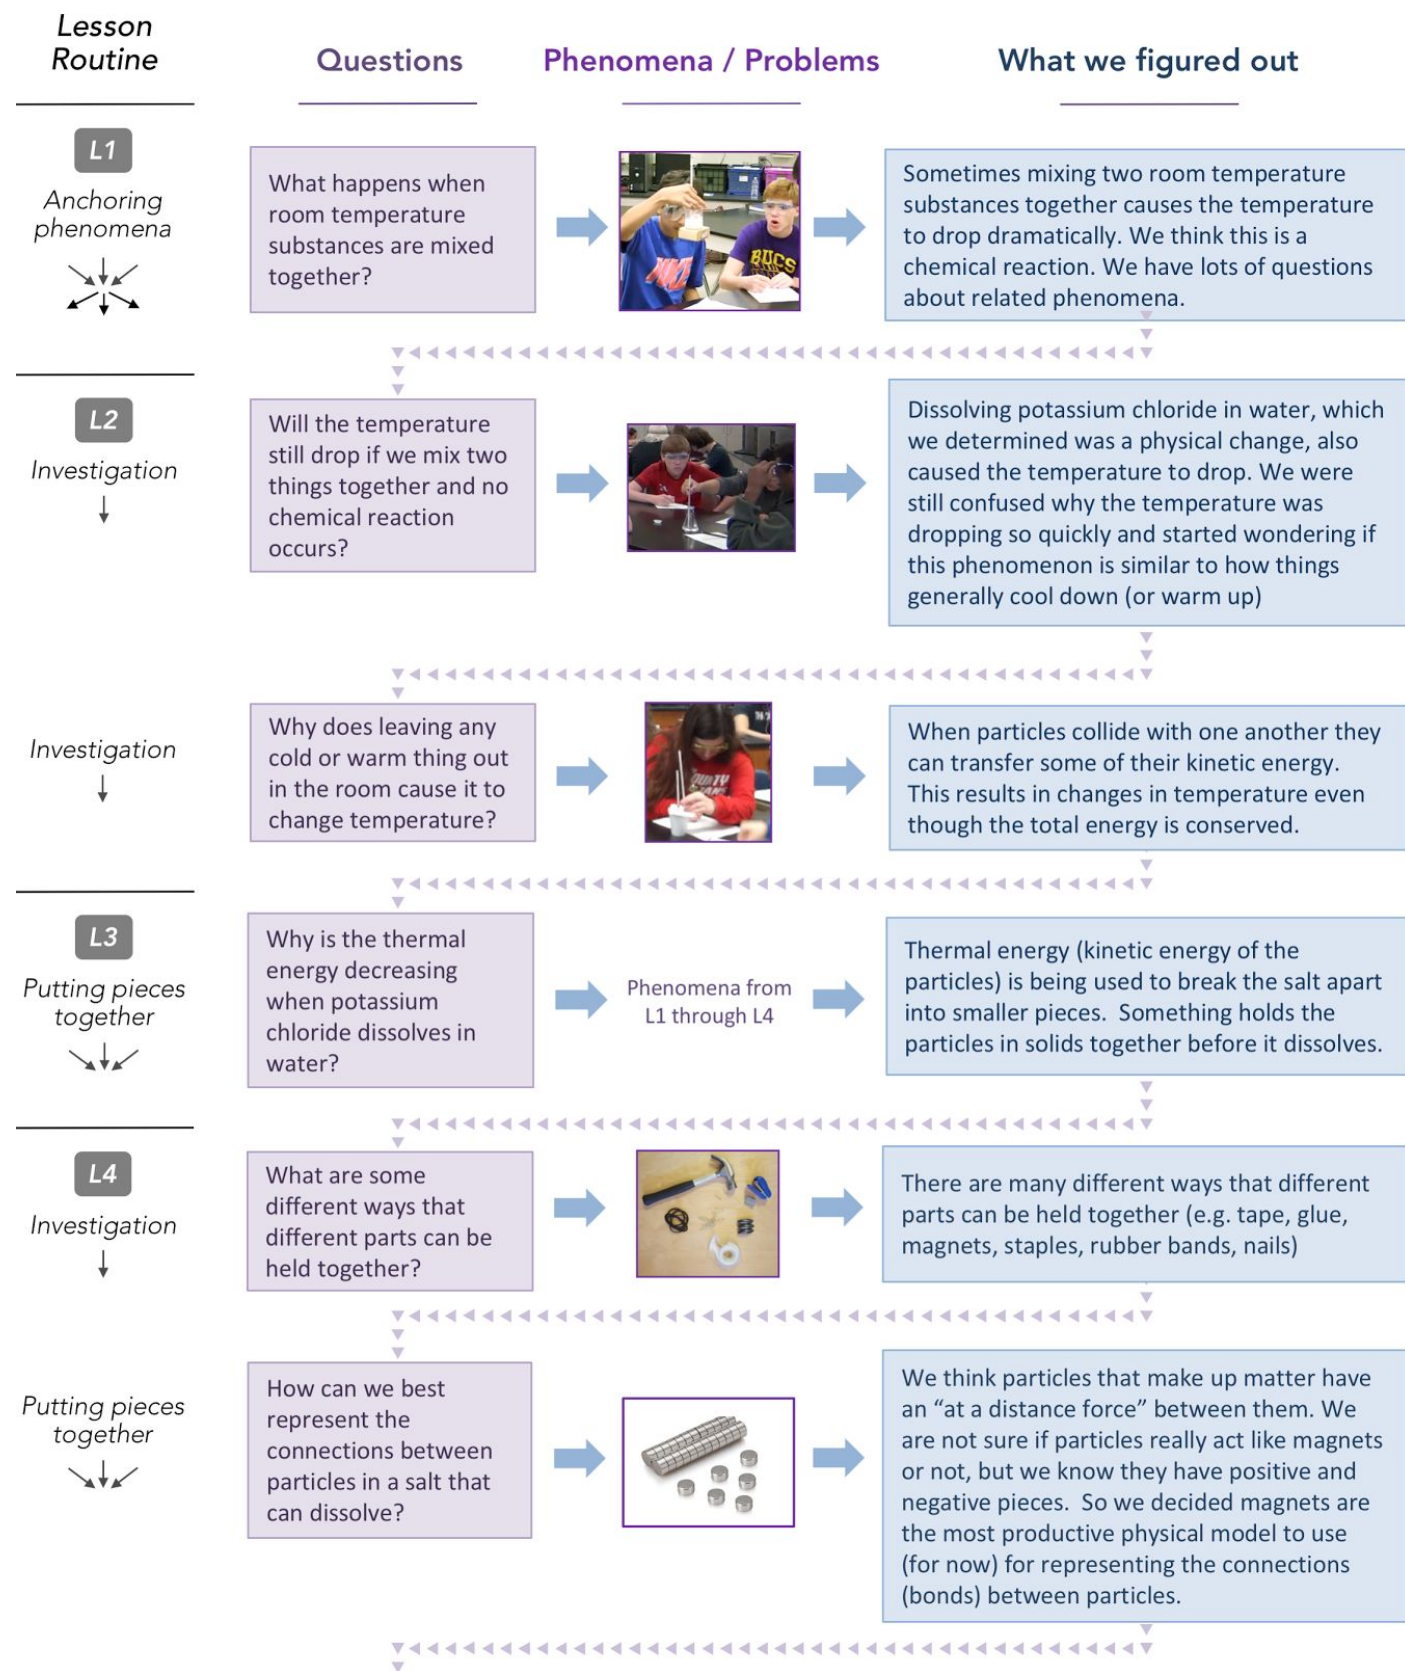 Lesson
Routine
Questions
Phenomena / Problems
What we figured out
L1
Anchoring
phenomena
What happens when
room temperature
substances are mixed
together?
BUCS
Sometimes mixing two room temperature
substances together causes the temperature
to drop dramatically. We think this is a
chemical reaction. We have lots of questions
about related phenomena.
L2
Investigation
Will the temperature
still drop if we mix two
things together and no
chemical reaction
occurs?
Dissolving potassium chloride in water, which
we determined was a physical change, also
caused the temperature to drop. We were
still confused why the temperature was
dropping so quickly and started wondering if
this phenomenon is similar to how things
generally cool down (or warm up)
Investigation
Why does leaving any
cold or warm thing out
in the room cause it to
change temperature?
When particles collide with one another they
can transfer some of their kinetic energy.
This results in changes in temperature even
though the total energy is conserved.
L3
Putting pieces
together
Why is the thermal
energy decreasing
when potassium
chloride dissolves in
water?
Phenomena from
L1 through L4
Thermal energy (kinetic energy of the
particles) is being used to break the salt apart
into smaller pieces.  Something holds the
particles in solids together before it dissolves.
L4
Investigation
What are some
different ways that
different parts can be
held together?
There are many different ways that different
parts can be held together (e.g. tape, glue,
magnets, staples, rubber bands, nails)
Putting pieces
together
How can we best
represent the
connections between
particles in a salt that
can dissolve?
We think particles that make up matter have
an “at a distance force” between them. We
are not sure if particles really act like magnets
or not, but we know they have positive and
negative pieces.  So we decided magnets are
the most productive physical model to use
(for now) for representing the connections
(bonds) between particles.